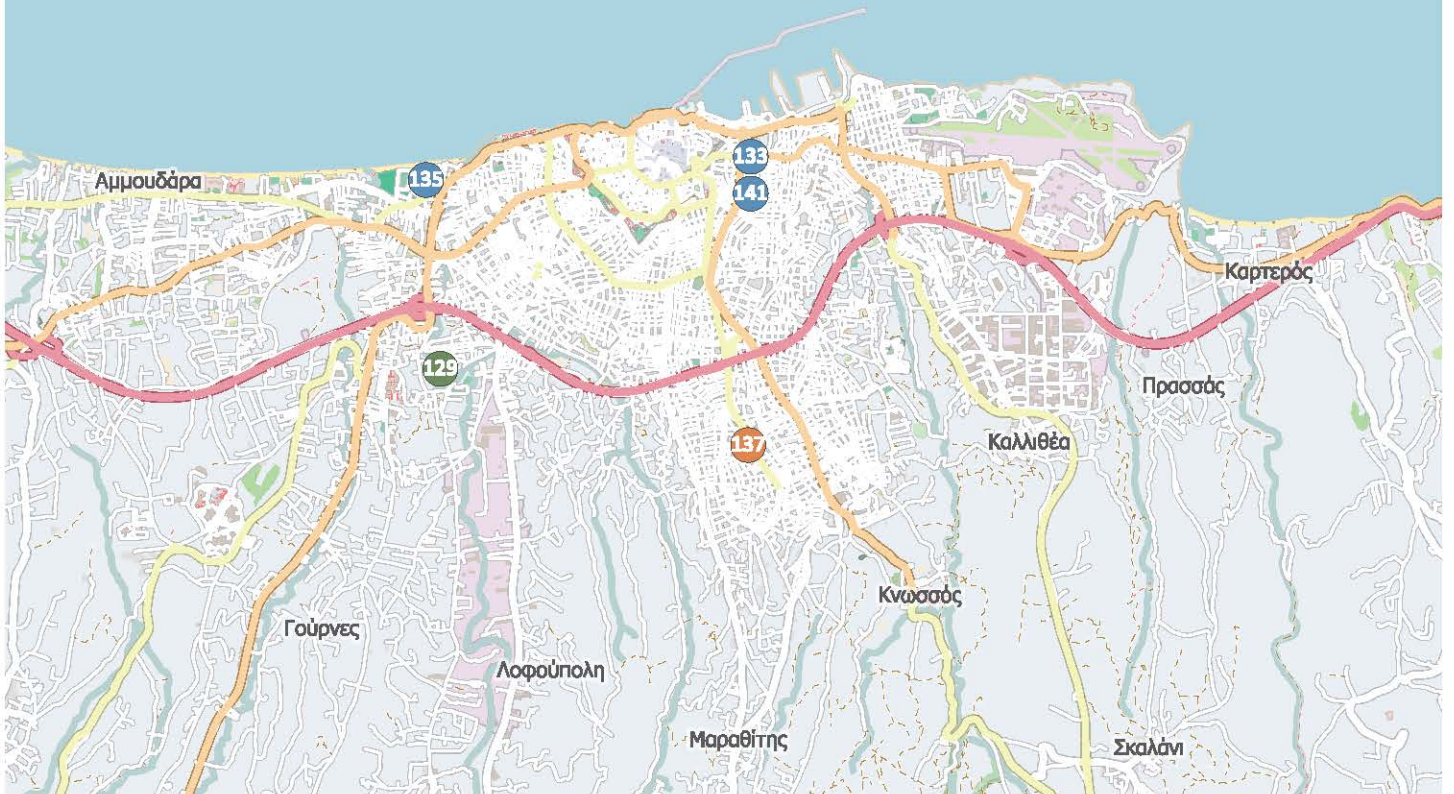 133
135
Αμμουδάρα
141
Καρτερός
129
Πρασσάς
137
Καλλιθέα
Κνωσσός
Γούρνες
Λοφούπολη
Μαραθίτης
Σκαλάνι